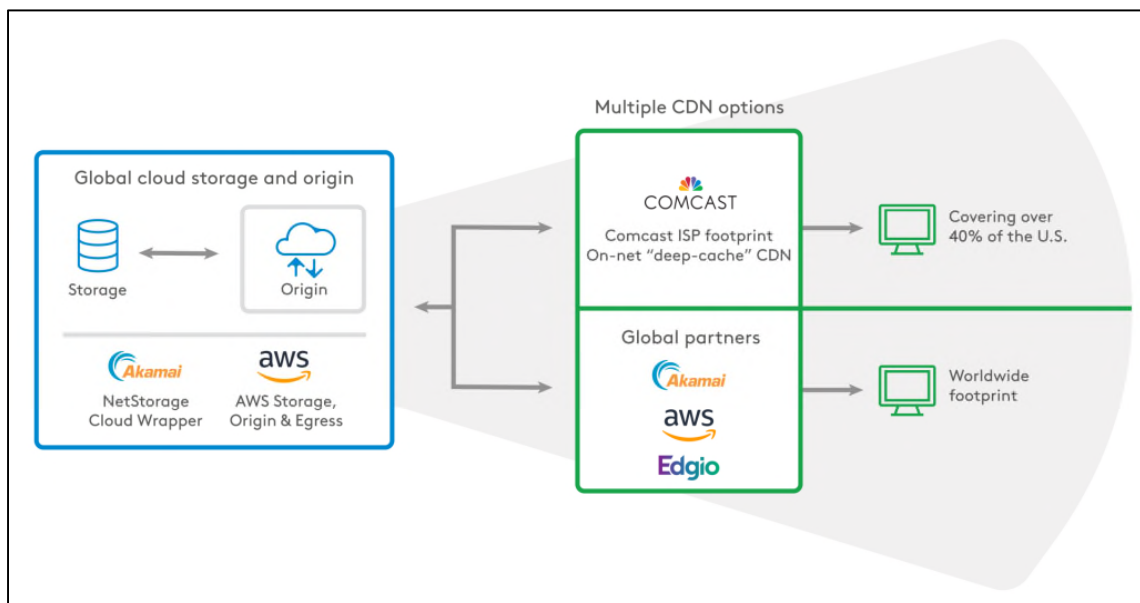 Multiple CDN options
Global cloud storage and origin
Storage
Origin
Akamai
NetStorage
Cloud Wrapper
aws
AWS Storage,
Origin & Egress
COMCAST
Comcast ISP footprint
On-net “deep-cache” CDN
Covering over
40% of the U.S.
Global partners
Akamai
aws
Edgio
Worldwide
footprint